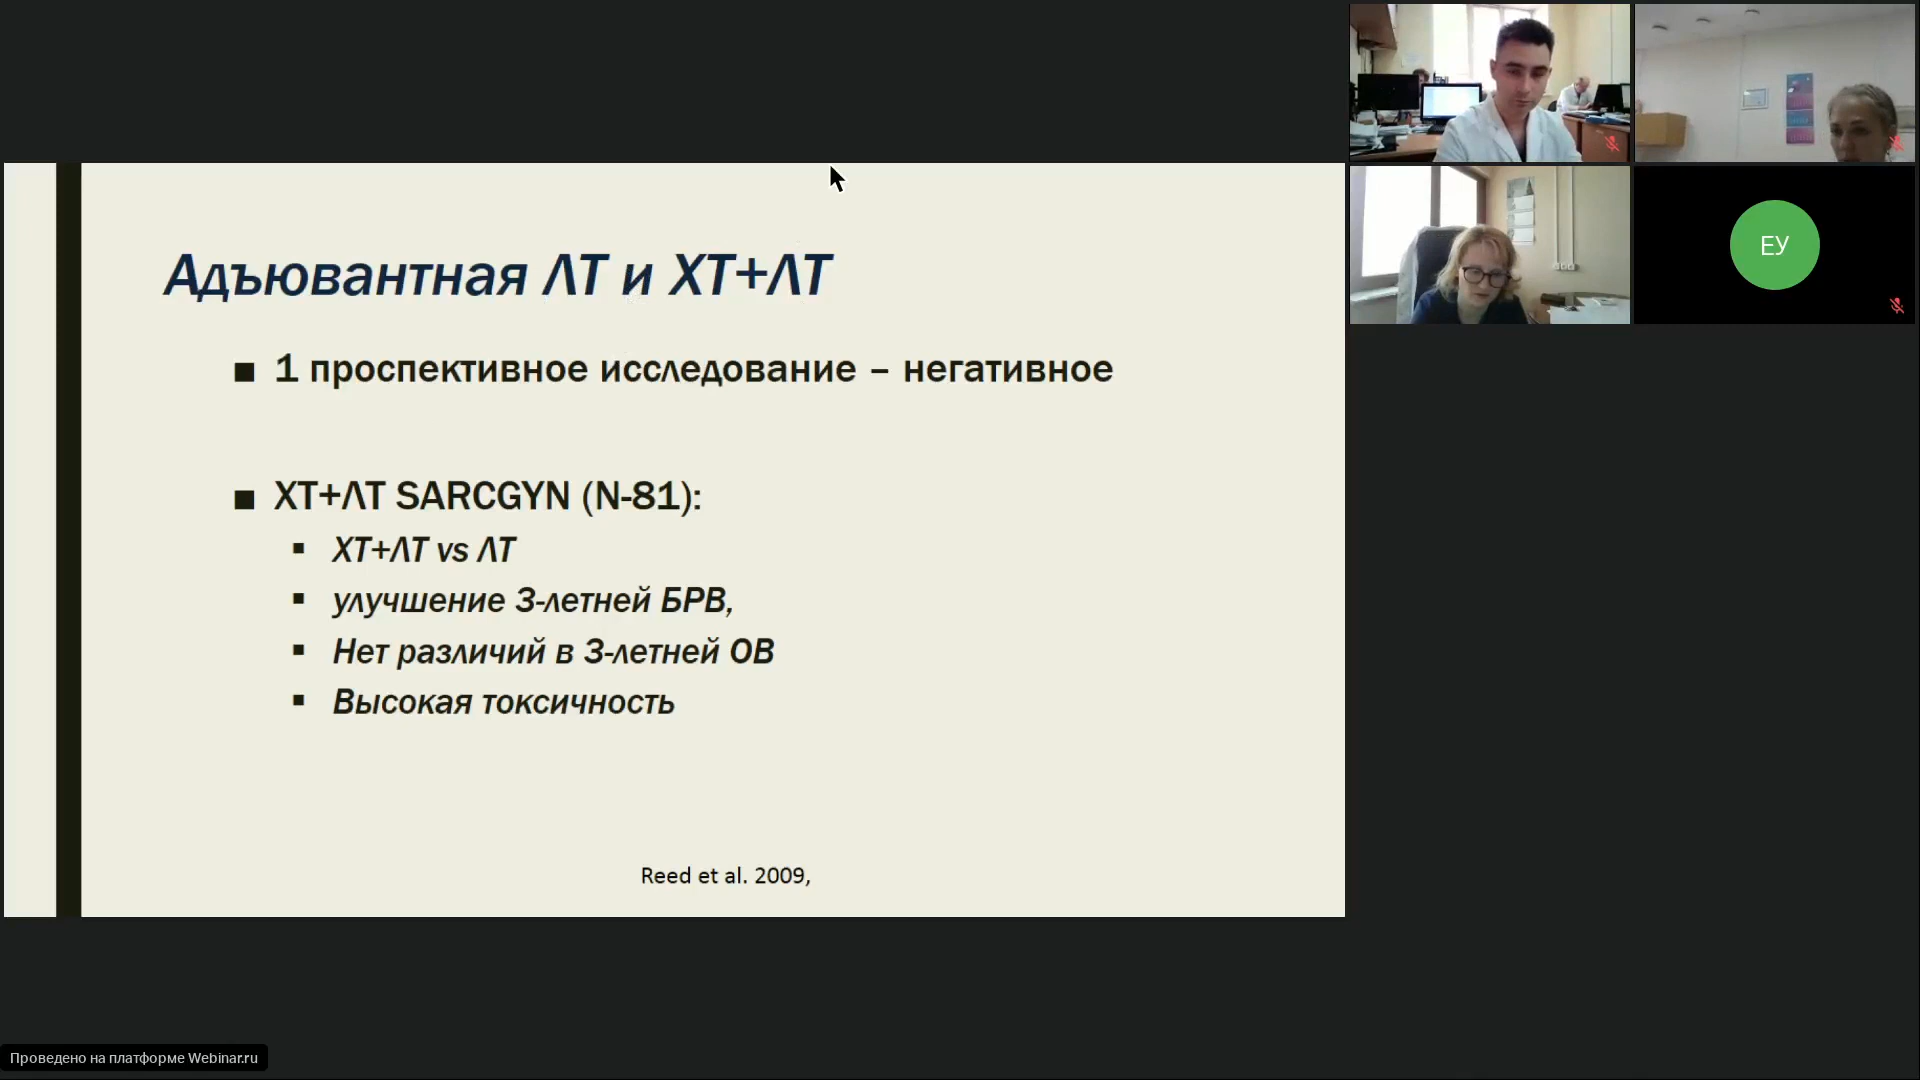 Адъювантная ЛТ и ХТ+ЛТ
■ 1 проспективное исследование – негативное
■ ХТ+ЛТ SARCGYN (N-81):
▪ ХТ+ЛТ vs ЛТ
▪ улучшение 3-летней БРВ,
▪ Нет различий в 3-летней ОВ
▪ Высокая токсичность
Reed et al. 2009,
ЕУ
Проведено на платформе Webinar.ru